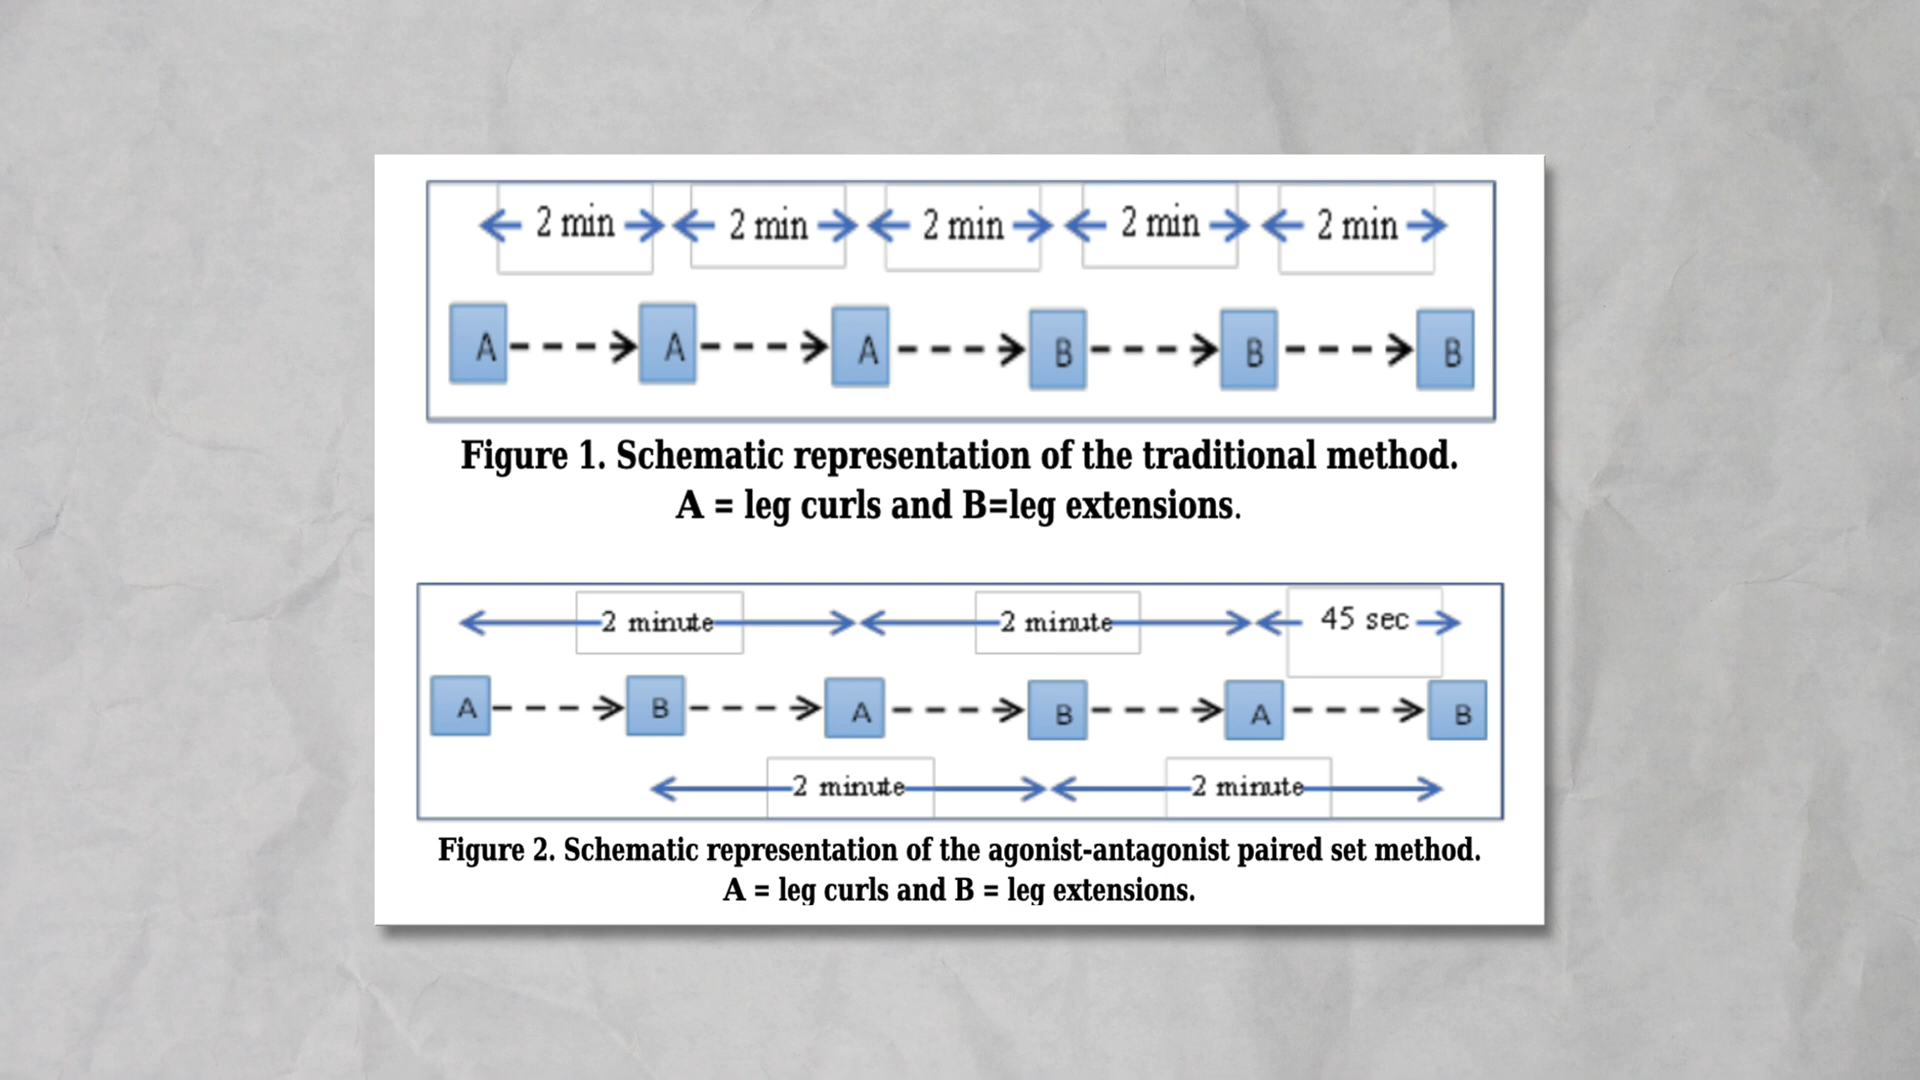 2 min 2 min 2 min 2 min 2 min
A A A B B B
Figure 1. Schematic representation of the traditional method.
A = leg curls and B=leg extensions.
2 minute 2 minute 45 sec
A B A B A B
2 minute 2 minute
Figure 2. Schematic representation of the agonist-antagonist paired set method.
A = leg curls and B = leg extensions.